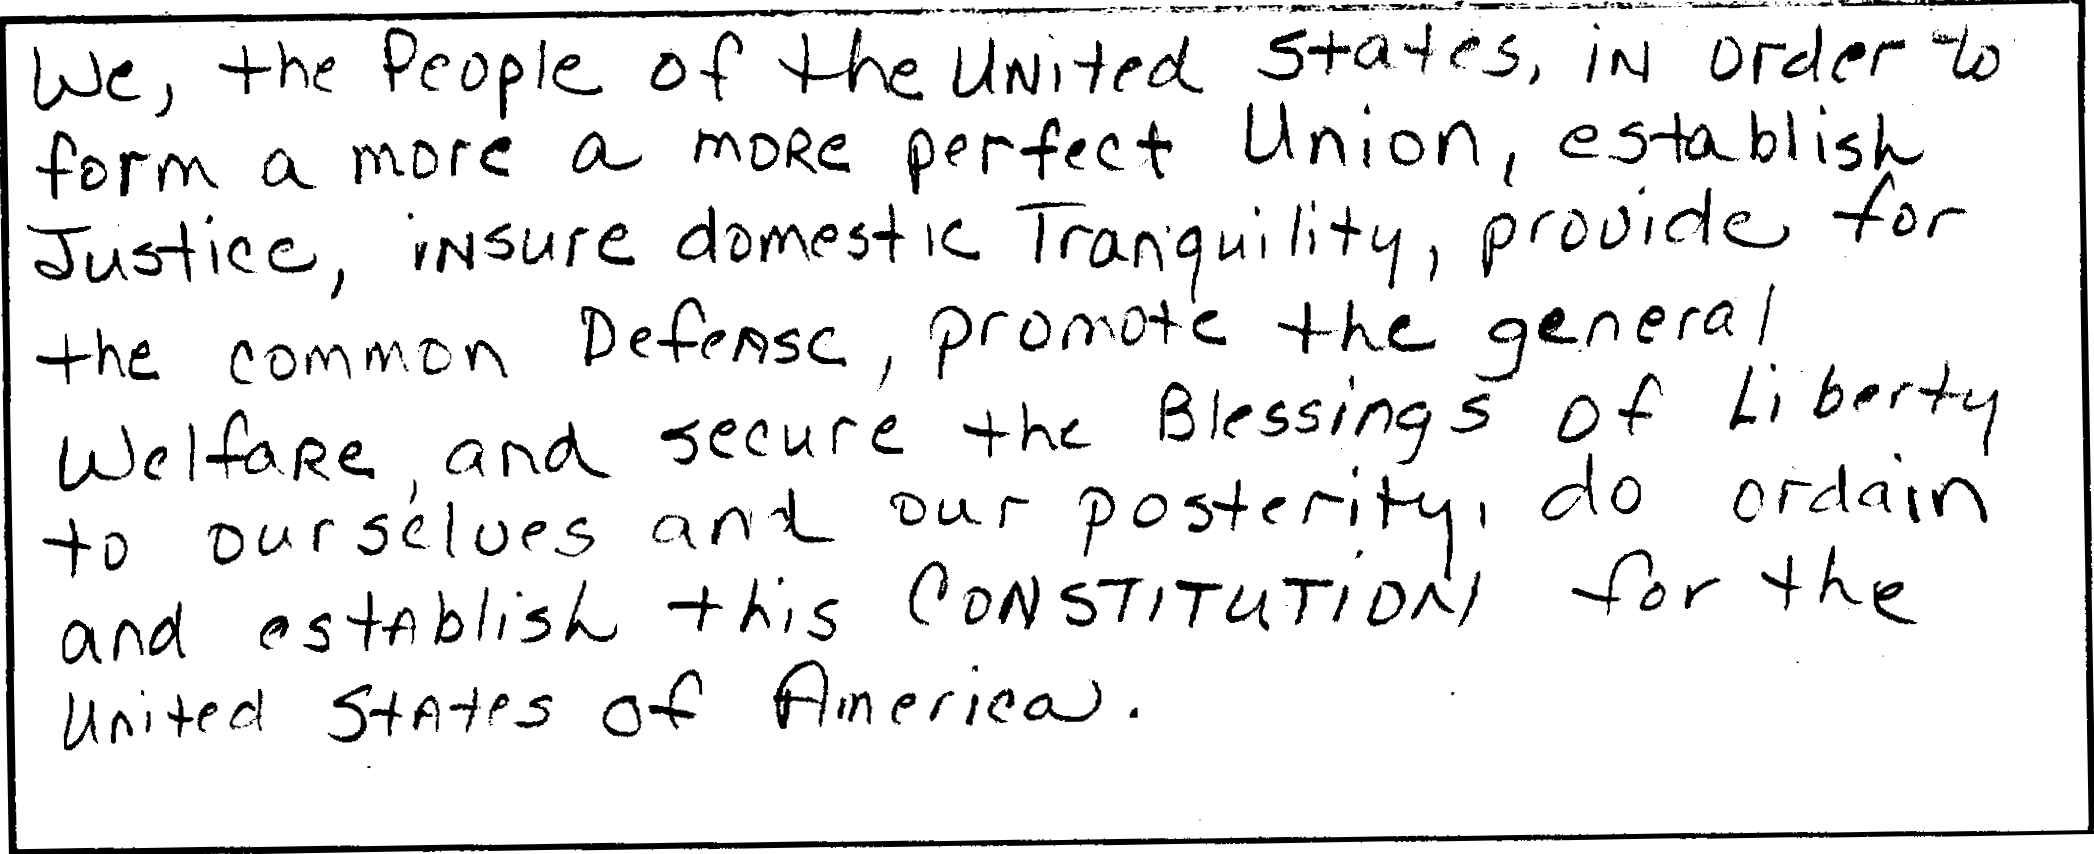 We, the People of the United States, in order to
form a more a more perfect Union, establish
Justice, insure domestic Tranquility, provide for
the common Defense, promote the general
Welfare, and secure the Blessings of Liberty
to ourselves and our posterity, do ordain
and establish this CONSTITUTION for the
United States of America.